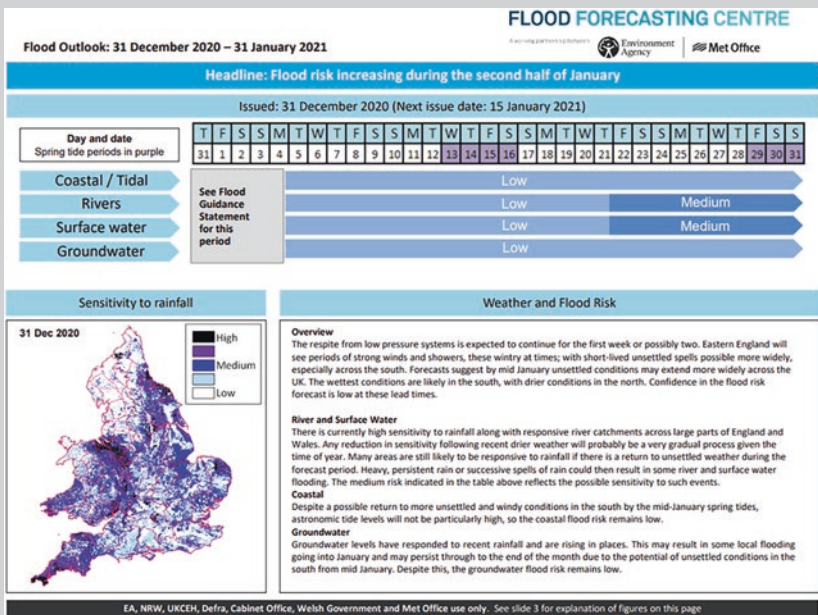 FLOOD FORECASTING CENTRE
A working partnership between
Environment
Agency
Met Office
Flood Outlook: 31 December 2020 – 31 January 2021
Headline: Flood risk increasing during the second half of January
Issued: 31 December 2020 (Next issue date: 15 January 2021)
Day and date
Spring tide periods in purple
T F S S M T W T F S S M T W T F S S M T W T F S S M T W T F S S
31 1 2 3 4 5 6 7 8 9 10 11 12 13 14 15 16 17 18 19 20 21 22 23 24 25 26 27 28 29 30 31
Coastal / Tidal
Rivers
Surface water
Groundwater
See Flood
Guidance
Statement
for this
period
Low
Low Medium
Low Medium
Low
Sensitivity to rainfall
31 Dec 2020
High
Medium
Low
Weather and Flood Risk
Overview
The respite from low pressure systems is expected to continue for the first week or possibly two. Eastern England will
see periods of strong winds and showers, these wintry at times; with short-lived unsettled spells possible more widely,
especially across the south. Forecasts suggest by mid January unsettled conditions may extend more widely across the
UK. The wettest conditions are likely in the south, with drier conditions in the north. Confidence in the flood risk
forecast is low at these lead times.
River and Surface Water
There is currently high sensitivity to rainfall along with responsive river catchments across large parts of England and
Wales. Any reduction in sensitivity following recent drier weather will probably be a very gradual process given the
time of year. Many areas are still likely to be responsive to rainfall if there is a return to unsettled weather during the
forecast period. Heavy, persistent rain or successive spells of rain could then result in some river and surface water
flooding. The medium risk indicated in the table above reflects the possible sensitivity to such events.
Coastal
Despite a possible return to more unsettled and windy conditions in the south by the mid-January spring tides,
astronomic tide levels will not be particularly high, so the coastal flood risk remains low.
Groundwater
Groundwater levels have responded to recent rainfall and are rising in places. This may result in some local flooding
going into January and may persist through to the end of the month due to the potential of unsettled conditions in the
south from mid January. Despite this, the groundwater flood risk remains low.
EA, NRW, UKCEH, Defra, Cabinet Office, Welsh Government and Met Office use only. See slide 3 for explanation of figures on this page